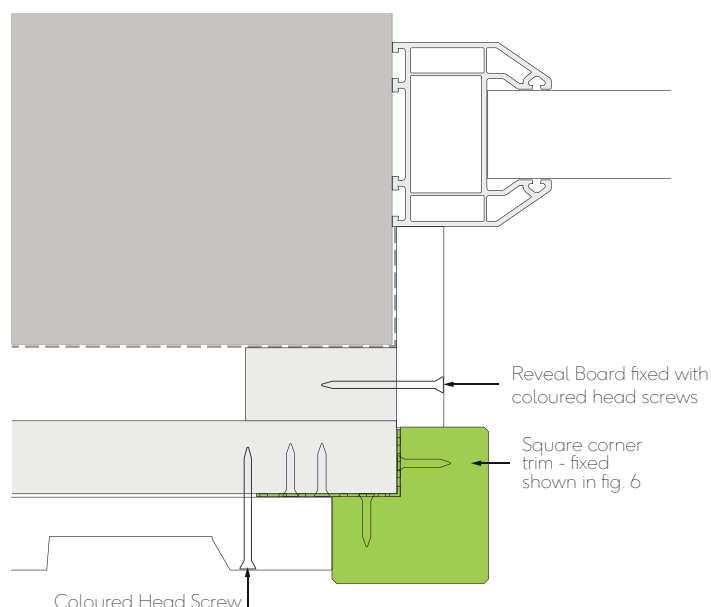 Reveal Board fixed with
coloured head screws
Square corner
trim - fixed
shown in fig. 6
Coloured Head Screw